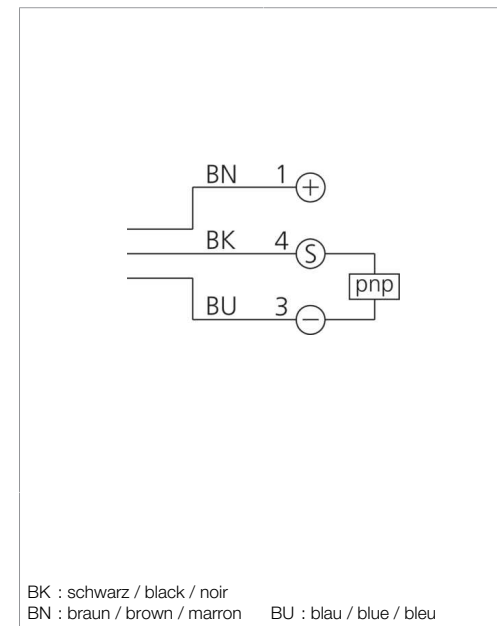 BN 1 +
BK 4 S
pnp
BU 3 −
BK : schwarz / black / noir
BN : braun / brown / marron BU : blau / blue / bleu